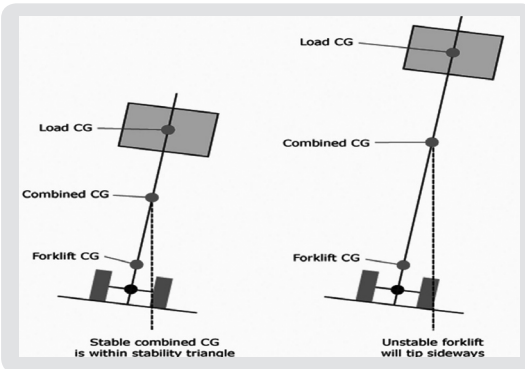 Load CG
Combined CG
Forklift CG
Stable combined CG
is within stability triangle
Load CG
Combined CG
Forklift CG
Unstable forklift
will tip sideways